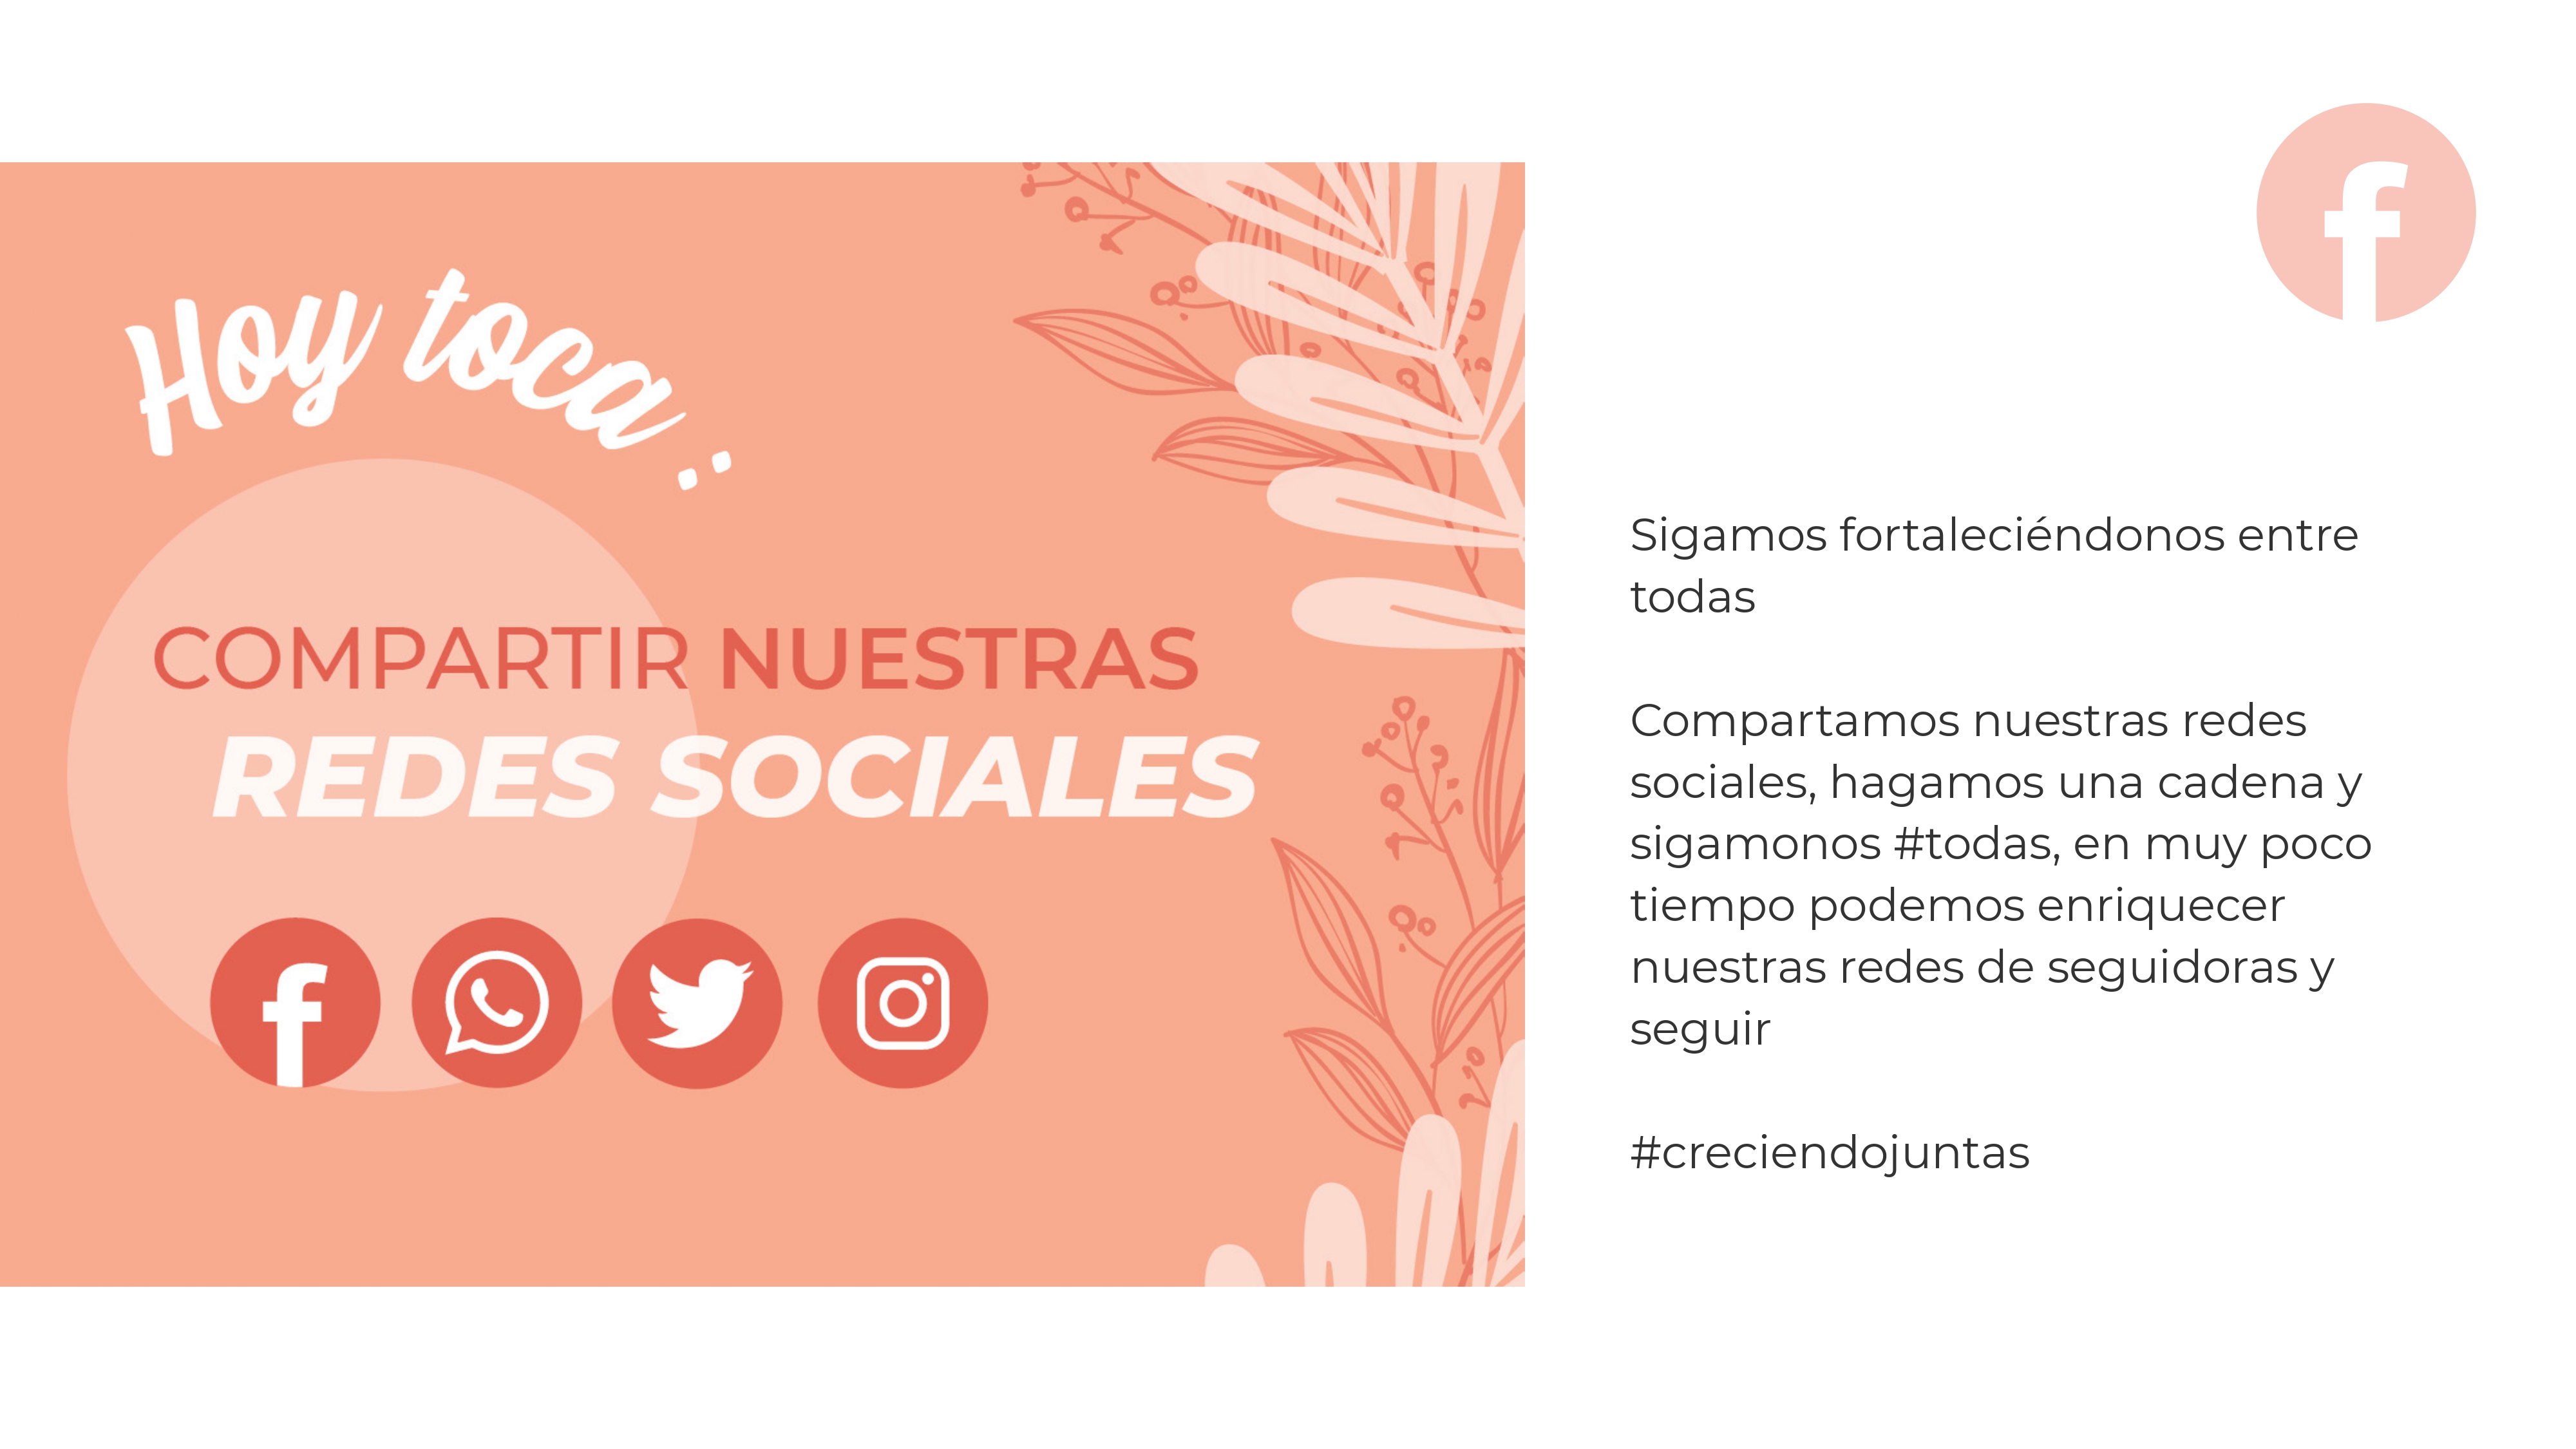 Hoy toca ..
COMPARTIR NUESTRAS
REDES SOCIALES
Sigamos fortaleciéndonos entre
todas
Compartamos nuestras redes
sociales, hagamos una cadena y
sigamonos #todas, en muy poco
tiempo podemos enriquecer
nuestras redes de seguidoras y
seguir
#creciendojuntas